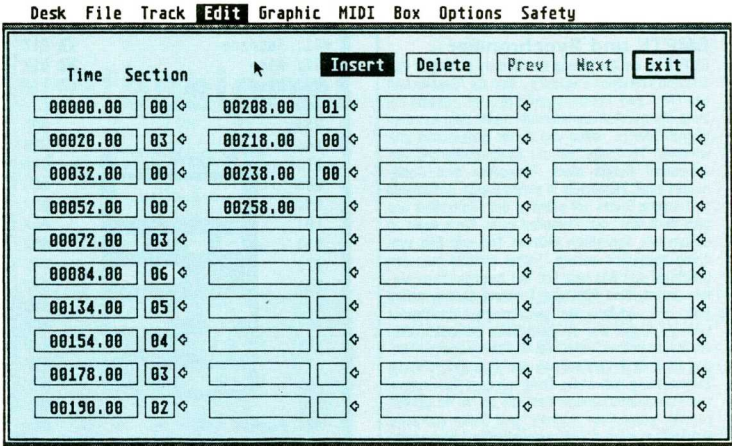 Desk File Track Edit Graphic MIDI Box Options Safety
Insert Delete Prev Next Exit
Time Section
00000.00 00 00208.00 01
00020.00 03 00218.00 00
00032.00 00 00238.00 00
00052.00 00 00258.00
00072.00 03
00084.00 06
00134.00 05
00154.00 04
00178.00 03
00190.00 02